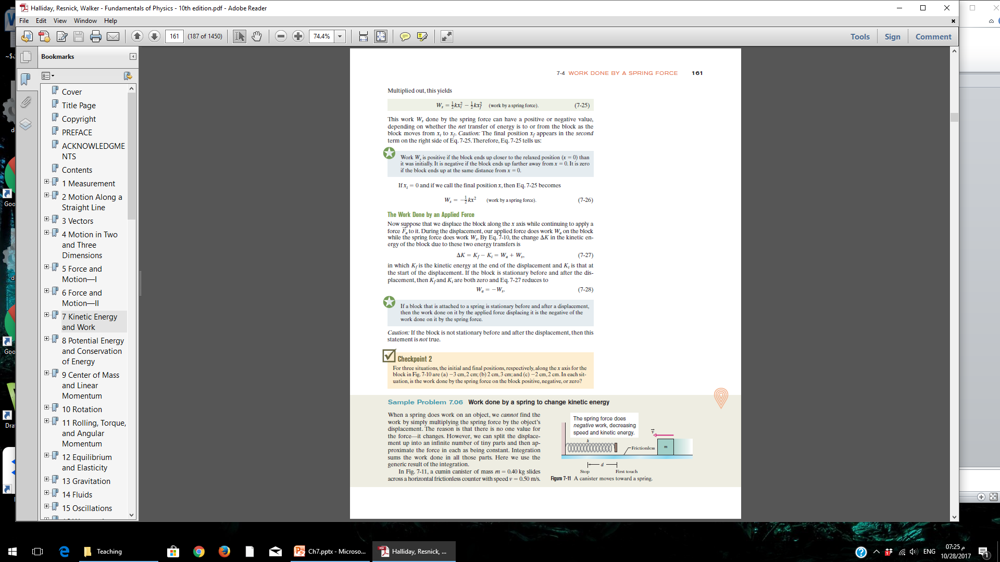 Halliday, Resnick, Walker - Fundamentals of Physics - 10th edition.pdf - Adobe Reader
File Edit View Window Help
161 (187 of 1450) 74.4% Tools Sign Comment
Bookmarks
Cover
Title Page
Copyright
PREFACE
ACKNOWLEDGME
NTS
Contents
1 Measurement
2 Motion Along a
Straight Line
3 Vectors
4 Motion in Two
and Three
Dimensions
5 Force and
Motion—I
6 Force and
Motion—II
7 Kinetic Energy
and Work
8 Potential Energy
and Conservation
of Energy
9 Center of Mass
and Linear
Momentum
10 Rotation
11 Rolling, Torque,
and Angular
Momentum
12 Equilibrium
and Elasticity
13 Gravitation
14 Fluids
15 Oscillations
7-4 WORK DONE BY A SPRING FORCE 161
Multiplied out, this yields
W_s = ½kx_i² − ½kx_f² (work by a spring force). (7-25)
This work W_s done by the spring force can have a positive or negative value,
depending on whether the net transfer of energy is to or from the block as the
block moves from x_i to x_f. Caution: The final position x_f appears in the second
term on the right side of Eq. 7-25. Therefore, Eq. 7-25 tells us:
Work W_s is positive if the block ends up closer to the relaxed position (x = 0) than
it was initially. It is negative if the block ends up farther away from x = 0. It is zero
if the block ends up at the same distance from x = 0.
If x_i = 0 and if we call the final position x, then Eq. 7-25 becomes
W_s = −½kx² (work by a spring force). (7-26)
The Work Done by an Applied Force
Now suppose that we displace the block along the x axis while continuing to apply a
force F⃗_a to it. During the displacement, our applied force does work W_a on the block
while the spring force does work W_s. By Eq. 7-10, the change ΔK in the kinetic en-
ergy of the block due to these two energy transfers is
ΔK = K_f − K_i = W_a + W_s, (7-27)
in which K_f is the kinetic energy at the end of the displacement and K_i is that at
the start of the displacement. If the block is stationary before and after the dis-
placement, then K_f and K_i are both zero and Eq. 7-27 reduces to
W_a = −W_s. (7-28)
If a block that is attached to a spring is stationary before and after a displacement,
then the work done on it by the applied force displacing it is the negative of the
work done on it by the spring force.
Caution: If the block is not stationary before and after the displacement, then this
statement is not true.
Checkpoint 2
For three situations, the initial and final positions, respectively, along the x axis for the
block in Fig. 7-10 are (a) −3 cm, 2 cm; (b) 2 cm, 3 cm; and (c) −2 cm, 2 cm. In each sit-
uation, is the work done by the spring force on the block positive, negative, or zero?
Sample Problem 7.06 Work done by a spring to change kinetic energy
When a spring does work on an object, we cannot find the
work by simply multiplying the spring force by the object's
displacement. The reason is that there is no one value for
the force—it changes. However, we can split the displace-
ment up into an infinite number of tiny parts and then ap-
proximate the force in each as being constant. Integration
sums the work done in all those parts. Here we use the
generic result of the integration.
In Fig. 7-11, a cumin canister of mass m = 0.40 kg slides
across a horizontal frictionless counter with speed v = 0.50 m/s.
The spring force does
negative work, decreasing
speed and kinetic energy.
v⃗
k
Frictionless
m
d
Stop First touch
Figure 7-11 A canister moves toward a spring.
Goo
Goo
Dra
Teaching
Ch7.pptx - Microso...
Halliday, Resnick, ...
ENG
07:25 م
10/28/2017
1